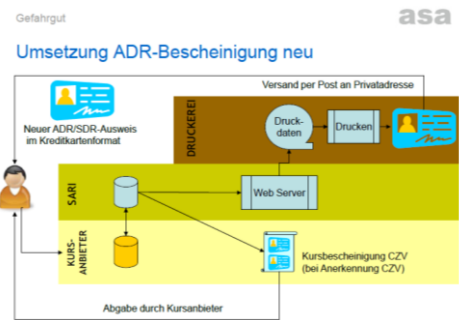 Gefahrgut
asa
Umsetzung ADR-Bescheinigung neu
Versand per Post an Privatadresse
Neuer ADR/SDR-Ausweis
im Kreditkartenformat
DRUCKEREI
Druck-
daten
Drucken
SARI
Web Server
KURS-
ANBIETER
Kursbescheinigung CZV
(bei Anerkennung CZV)
Abgabe durch Kursanbieter